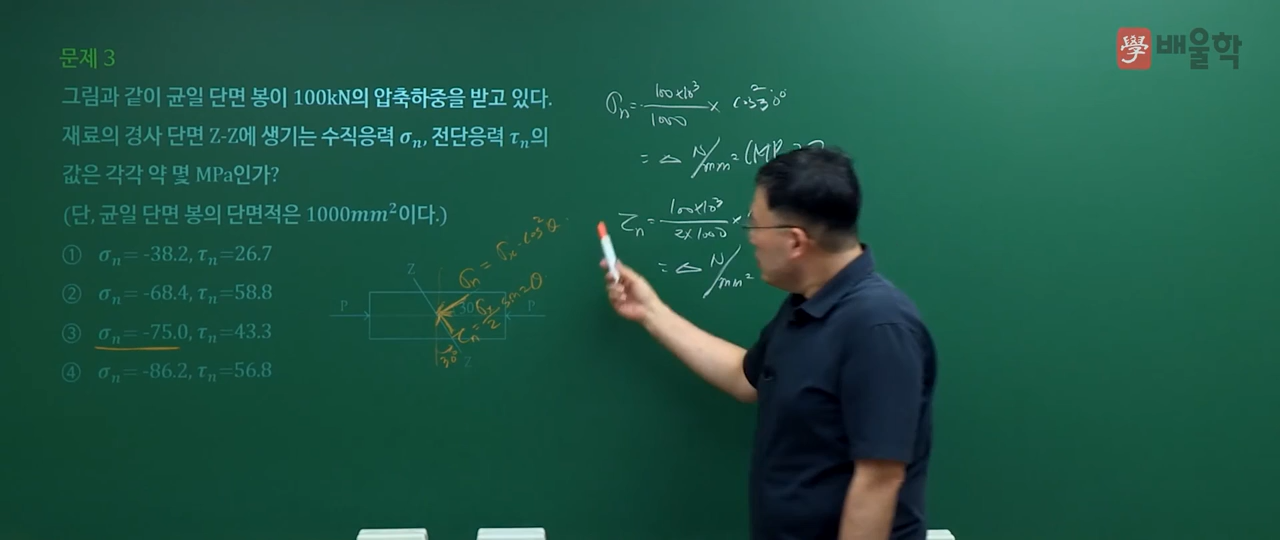 學 배울학
문제 3
그림과 같이 균일 단면 봉이 100kN의 압축하중을 받고 있다.
재료의 경사 단면 Z-Z에 생기는 수직응력 σₙ, 전단응력 τₙ의
값은 각각 약 몇 MPa인가?
(단, 균일 단면 봉의 단면적은 1000mm²이다.)
① σₙ= -38.2, τₙ=26.7
② σₙ= -68.4, τₙ=58.8
③ σₙ= -75.0, τₙ=43.3
④ σₙ= -86.2, τₙ=56.8
Z
P
30
P
Z
σₙ = σₓ·cos²θ
τₙ = σₓ/2 sin2θ
30°
σₙ = 100×10³/1000 × cos²30°
= △ N/mm² (MPa
τₙ = 100×10³/2×1000 ×
= △ N/mm²